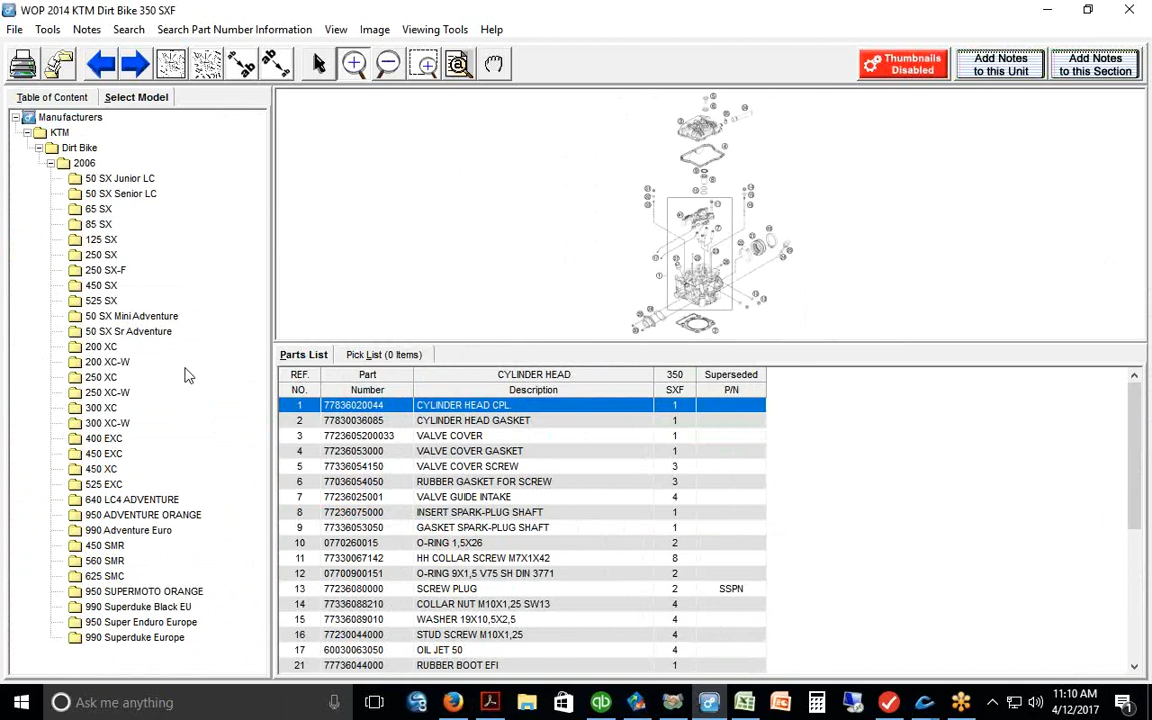 WOP 2014 KTM Dirt Bike 350 SXF
File Tools Notes Search Search Part Number Information View Image Viewing Tools Help
Thumbnails Disabled
Add Notes to this Unit
Add Notes to this Section
Table of Content Select Model
Manufacturers
KTM
Dirt Bike
2006
50 SX Junior LC
50 SX Senior LC
65 SX
85 SX
125 SX
250 SX
250 SX-F
450 SX
525 SX
50 SX Mini Adventure
50 SX Sr Adventure
200 XC
200 XC-W
250 XC
250 XC-W
300 XC
300 XC-W
400 EXC
450 EXC
450 XC
525 EXC
640 LC4 ADVENTURE
950 ADVENTURE ORANGE
990 Adventure Euro
450 SMR
560 SMR
625 SMC
950 SUPERMOTO ORANGE
990 Superduke Black EU
950 Super Enduro Europe
990 Superduke Europe
Parts List Pick List (0 Items)
REF. Part CYLINDER HEAD 350 Superseded
NO. Number Description SXF P/N
1 77836020044 CYLINDER HEAD CPL. 1
2 77830036085 CYLINDER HEAD GASKET 1
3 7723605200033 VALVE COVER 1
4 77236053000 VALVE COVER GASKET 1
5 77336054150 VALVE COVER SCREW 3
6 77036054050 RUBBER GASKET FOR SCREW 3
7 77236025001 VALVE GUIDE INTAKE 4
8 77236075000 INSERT SPARK-PLUG SHAFT 1
9 77336053050 GASKET SPARK-PLUG SHAFT 1
10 0770260015 O-RING 1,5X26 2
11 77330067142 HH COLLAR SCREW M7X1X42 8
12 07700900151 O-RING 9X1,5 V75 SH DIN 3771 2
13 77236080000 SCREW PLUG 2 SSPN
14 77336088210 COLLAR NUT M10X1,25 SW13 4
15 77336089010 WASHER 19X10,5X2,5 4
16 77230044000 STUD SCREW M10X1,25 4
17 60030063050 OIL JET 50 4
21 77736044000 RUBBER BOOT EFI 1
Ask me anything
11:10 AM
4/12/2017